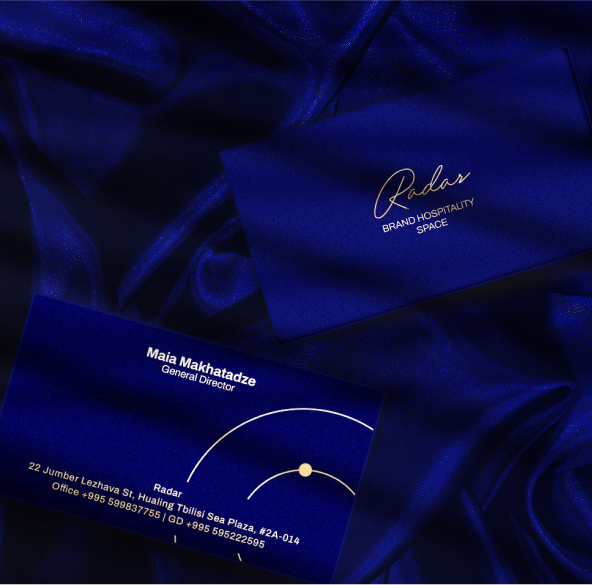 Radar
BRAND HOSPITALITY
SPACE
Maia Makhatadze
General Director
Radar
22 Jumber Lezhava St, Hualing Tbilisi Sea Plaza, #2A-014
Office +995 599837755 | GD +995 595222595